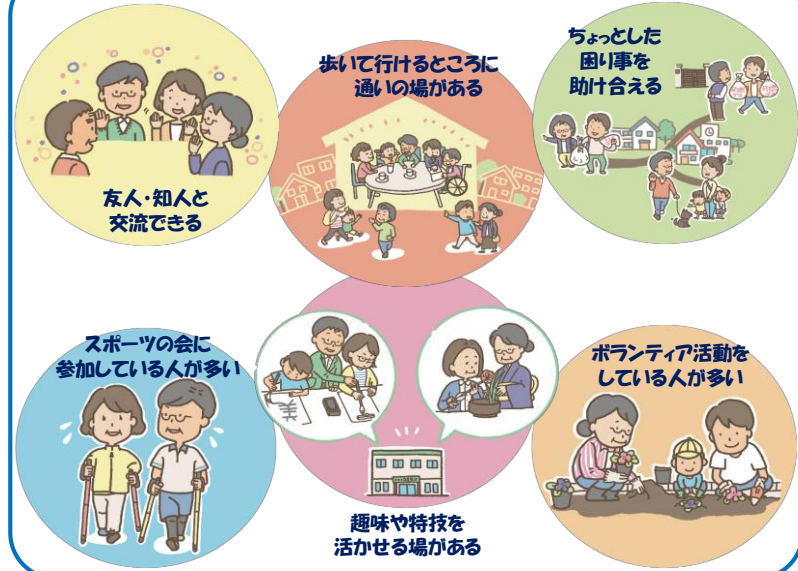 友人・知人と
交流できる
歩いて行けるところに
通いの場がある
ちょっとした
困り事を
助け合える
スポーツの会に
参加している人が多い
趣味や特技を
活かせる場がある
ボランティア活動を
している人が多い